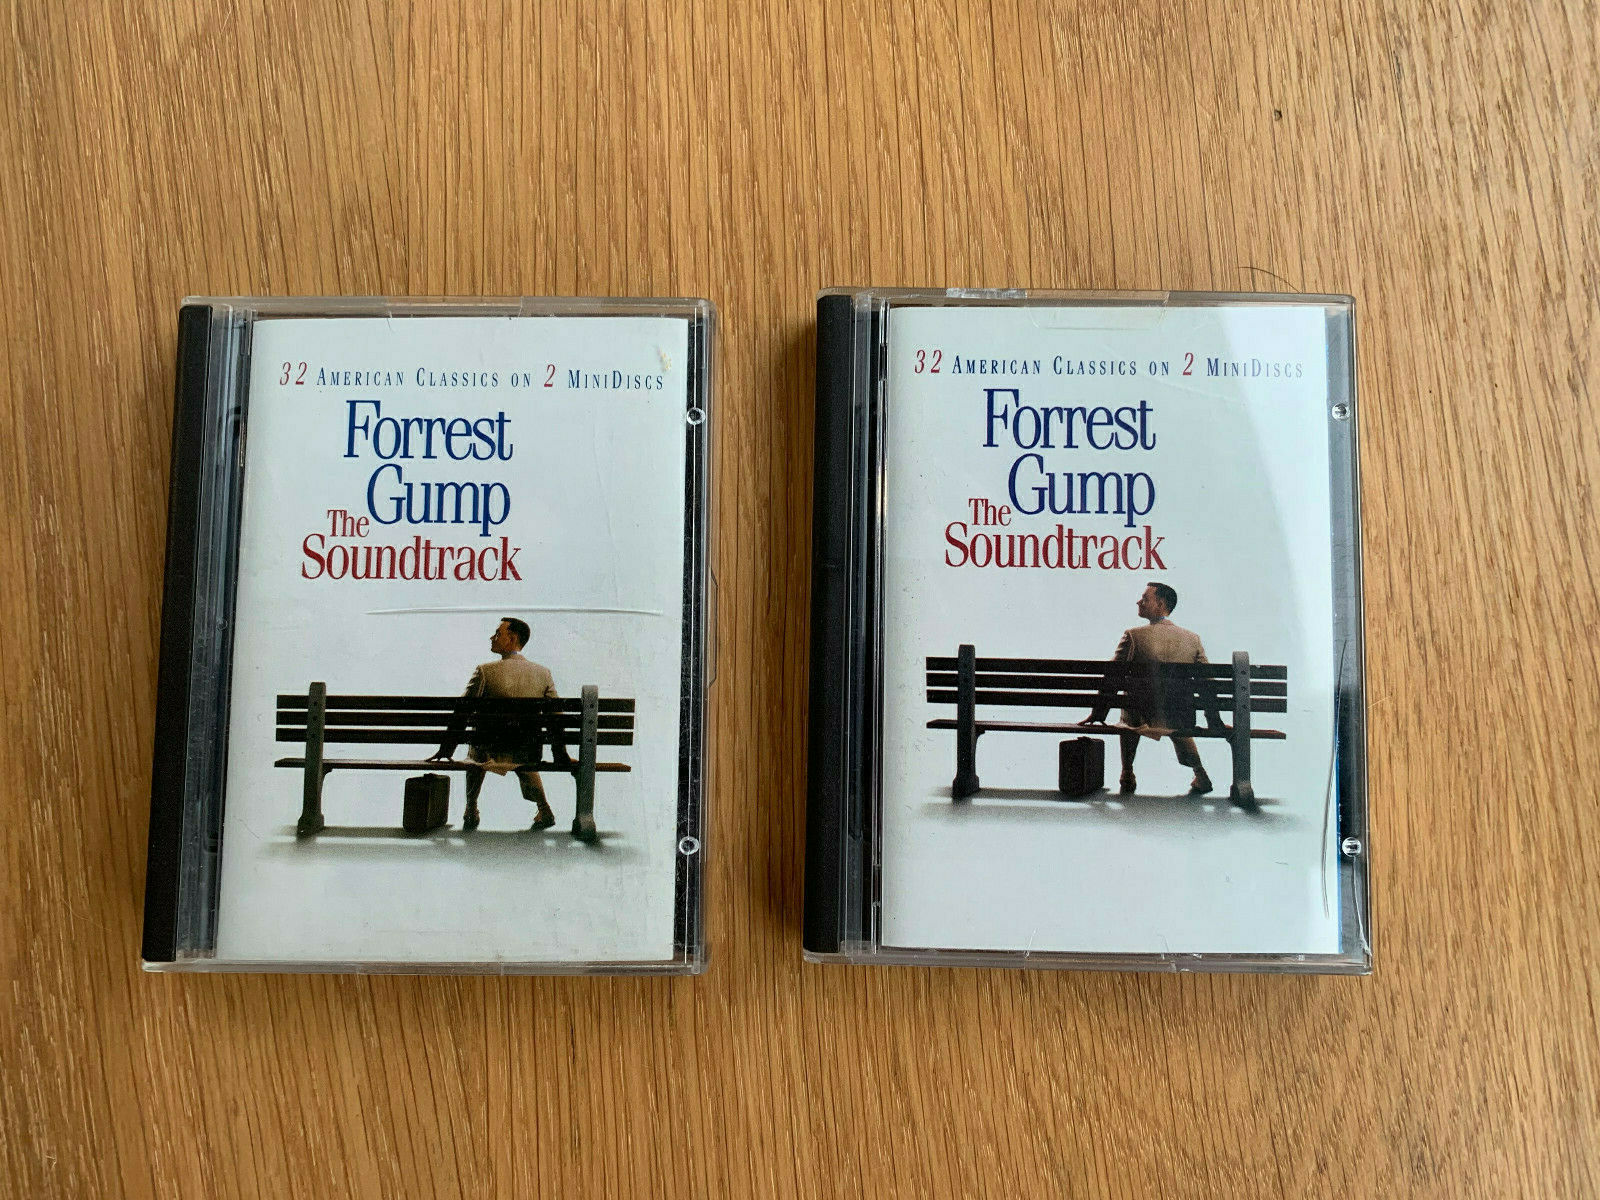 32 American Classics on 2 MiniDiscs
Forrest
Gump
The
Soundtrack
32 American Classics on 2 MiniDiscs
Forrest
Gump
The
Soundtrack